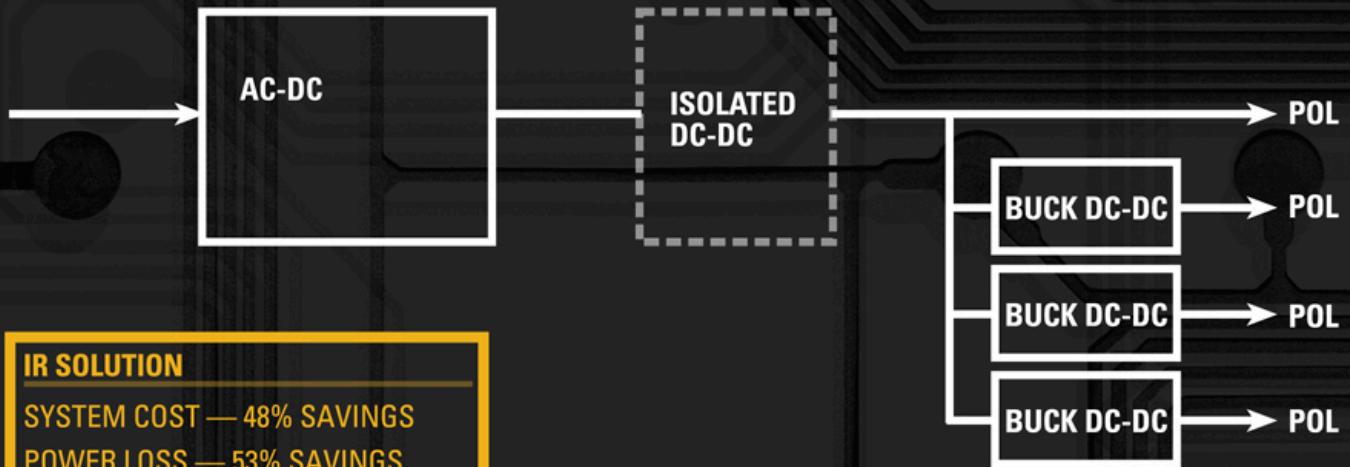 AC-DC
ISOLATED
DC-DC
POL
BUCK DC-DC
POL
BUCK DC-DC
POL
BUCK DC-DC
POL
IR SOLUTION
SYSTEM COST — 48% SAVINGS
POWER LOSS — 53% SAVINGS